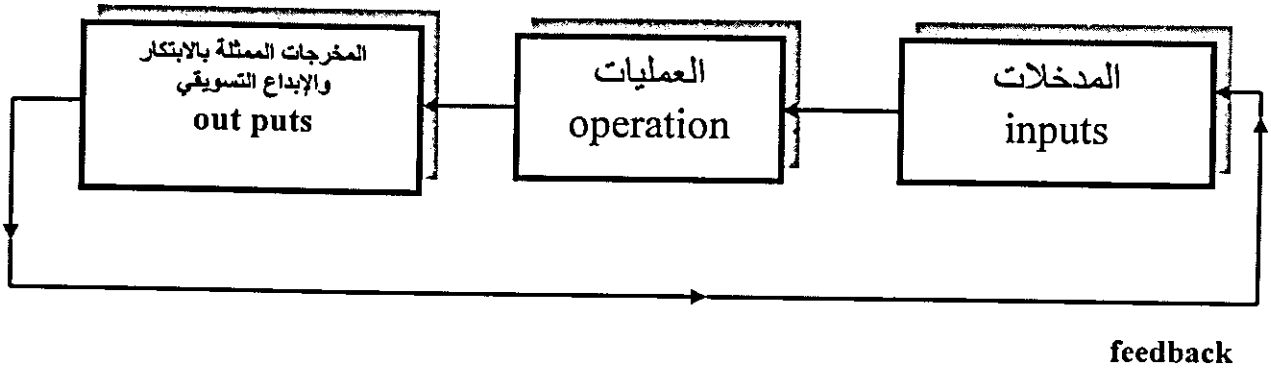 المدخلات
inputs
العمليات
operation
المخرجات الممثلة بالابتكار
والإبداع التسويقي
out puts
feedback